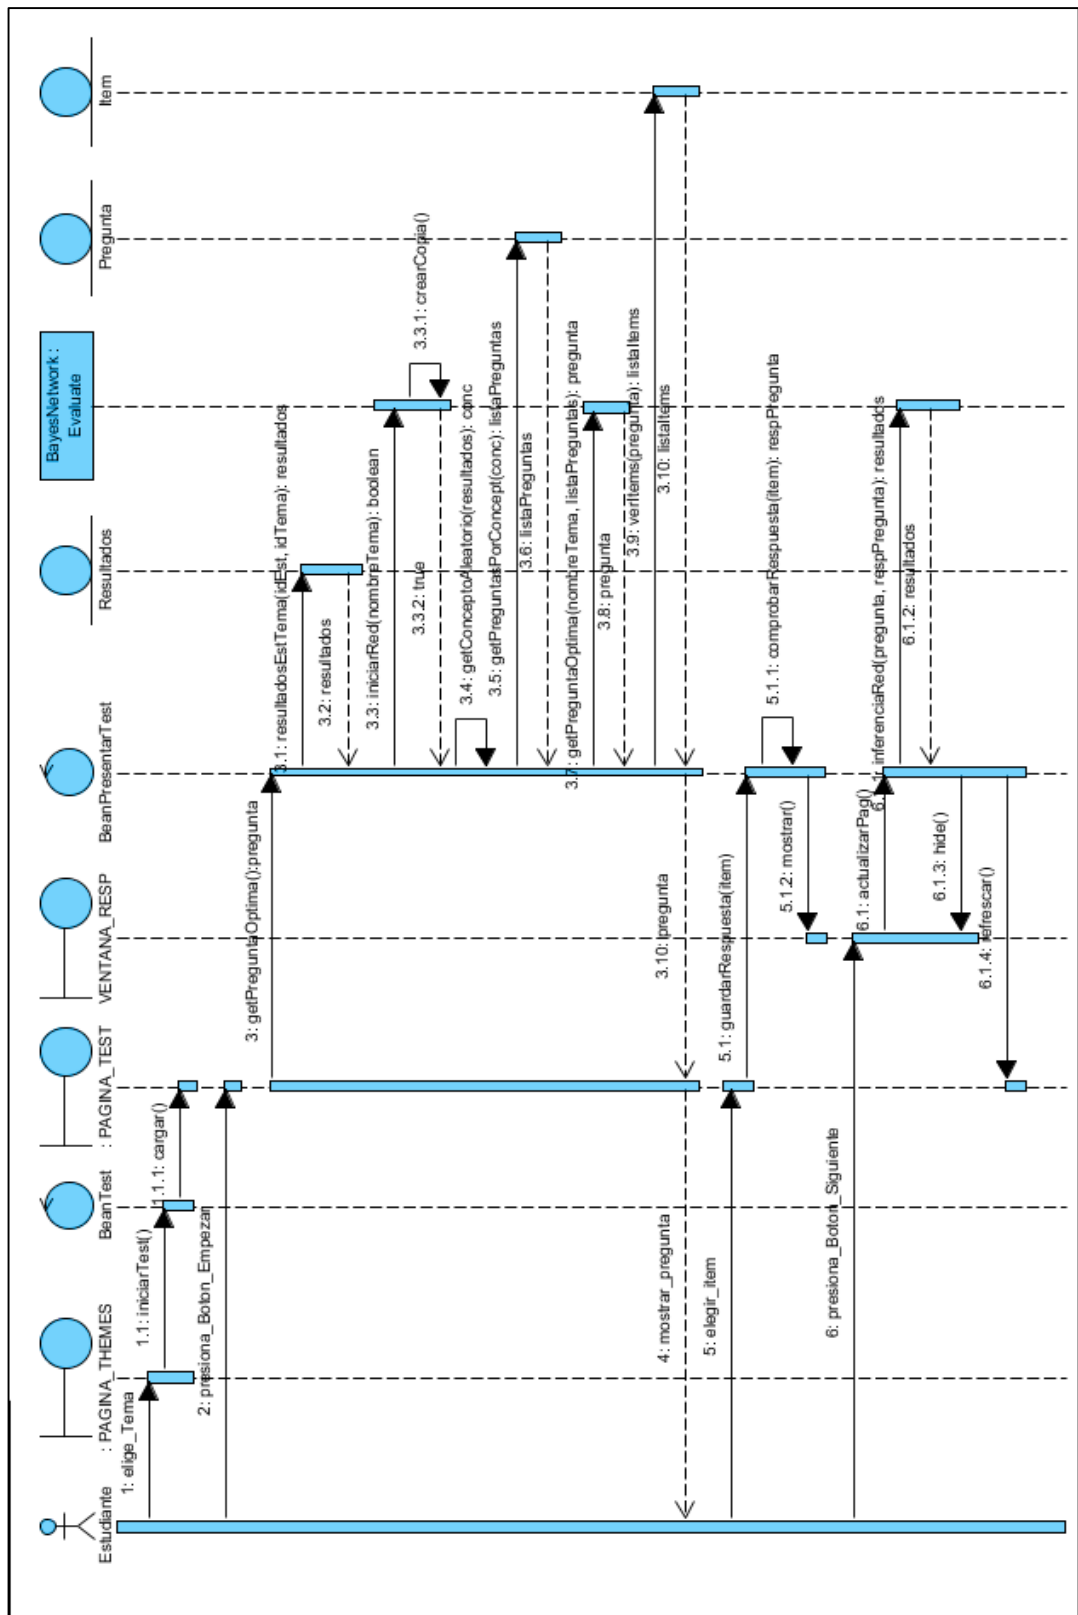 Estudiante
: PAGINA_THEMES
BeanTest
: PAGINA_TEST
VENTANA_RESP
BeanPresentarTest
Resultados
BayesNetwork :
Evaluate
Pregunta
Item
1: elige_Tema
1.1: iniciarTest()
1.1.1: cargar()
2: presiona_Boton_Empezar
3: getPreguntaOptima():pregunta
3.1: resultadosEstTema(idEst, idTema): resultados
3.2: resultados
3.3: iniciarRed(nombreTema): boolean
3.3.1: crearCopia()
3.3.2: true
3.4: getConceptoAleatorio(resultados): conc
3.5: getPreguntasPorConcept(conc): listaPreguntas
3.6: listaPreguntas
3.7: getPreguntaOptima(nombreTema, listaPreguntas): pregunta
3.8: pregunta
3.9: verItems(pregunta): listaItems
3.10: listaItems
3.10: pregunta
4: mostrar_pregunta
5: elegir_item
5.1: guardarRespuesta(item)
5.1.1: comprobarRespuesta(item): respPregunta
5.1.2: mostrar()
6: presiona_Boton_Siguiente
6.1: actualizarPag()
6.1.1: inferenciaRed(pregunta, respPregunta): resultados
6.1.2: resultados
6.1.3: hide()
6.1.4: refrescar()